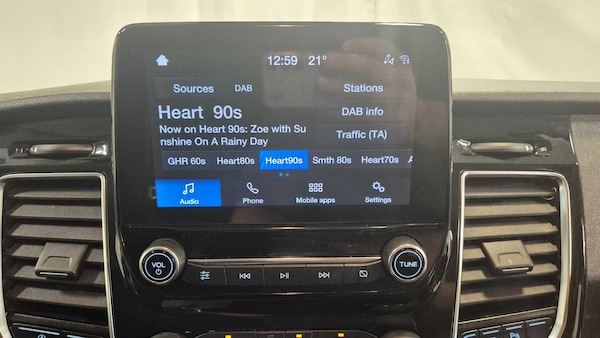 12:59 21°
Sources DAB Stations
Heart 90s
DAB info
Now on Heart 90s: Zoe with Su
nshine On A Rainy Day
Traffic (TA)
GHR 60s Heart80s Heart90s Smth 80s Heart70s
Audio Phone Mobile apps Settings
VOL
TUNE